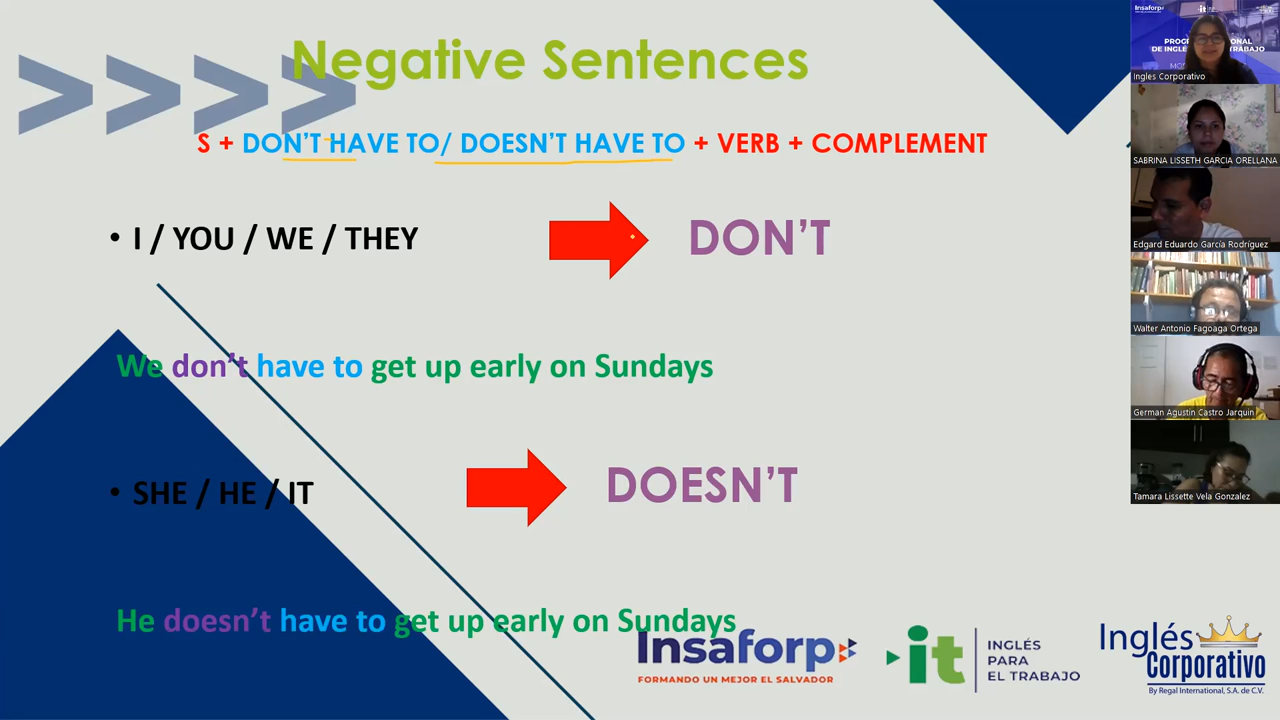 Negative Sentences
S + DON'T HAVE TO/ DOESN'T HAVE TO + VERB + COMPLEMENT
• I / YOU / WE / THEY
DON'T
We don't have to get up early on Sundays
• SHE / HE / IT
DOESN'T
He doesn't have to get up early on Sundays
Insaforp
FORMANDO UN MEJOR EL SALVADOR
it
INGLÉS
PARA
EL TRABAJO
Inglés
Corporativo
By Regal International, S.A. de C.V.
Insaforp
it
Ingles Corporativo
SABRINA LISSETH GARCIA ORELLANA
Edgard Eduardo García Rodríguez
Walter Antonio Fagoaga Ortega
German Agustin Castro Jarquin
Tamara Lissette Vela Gonzalez